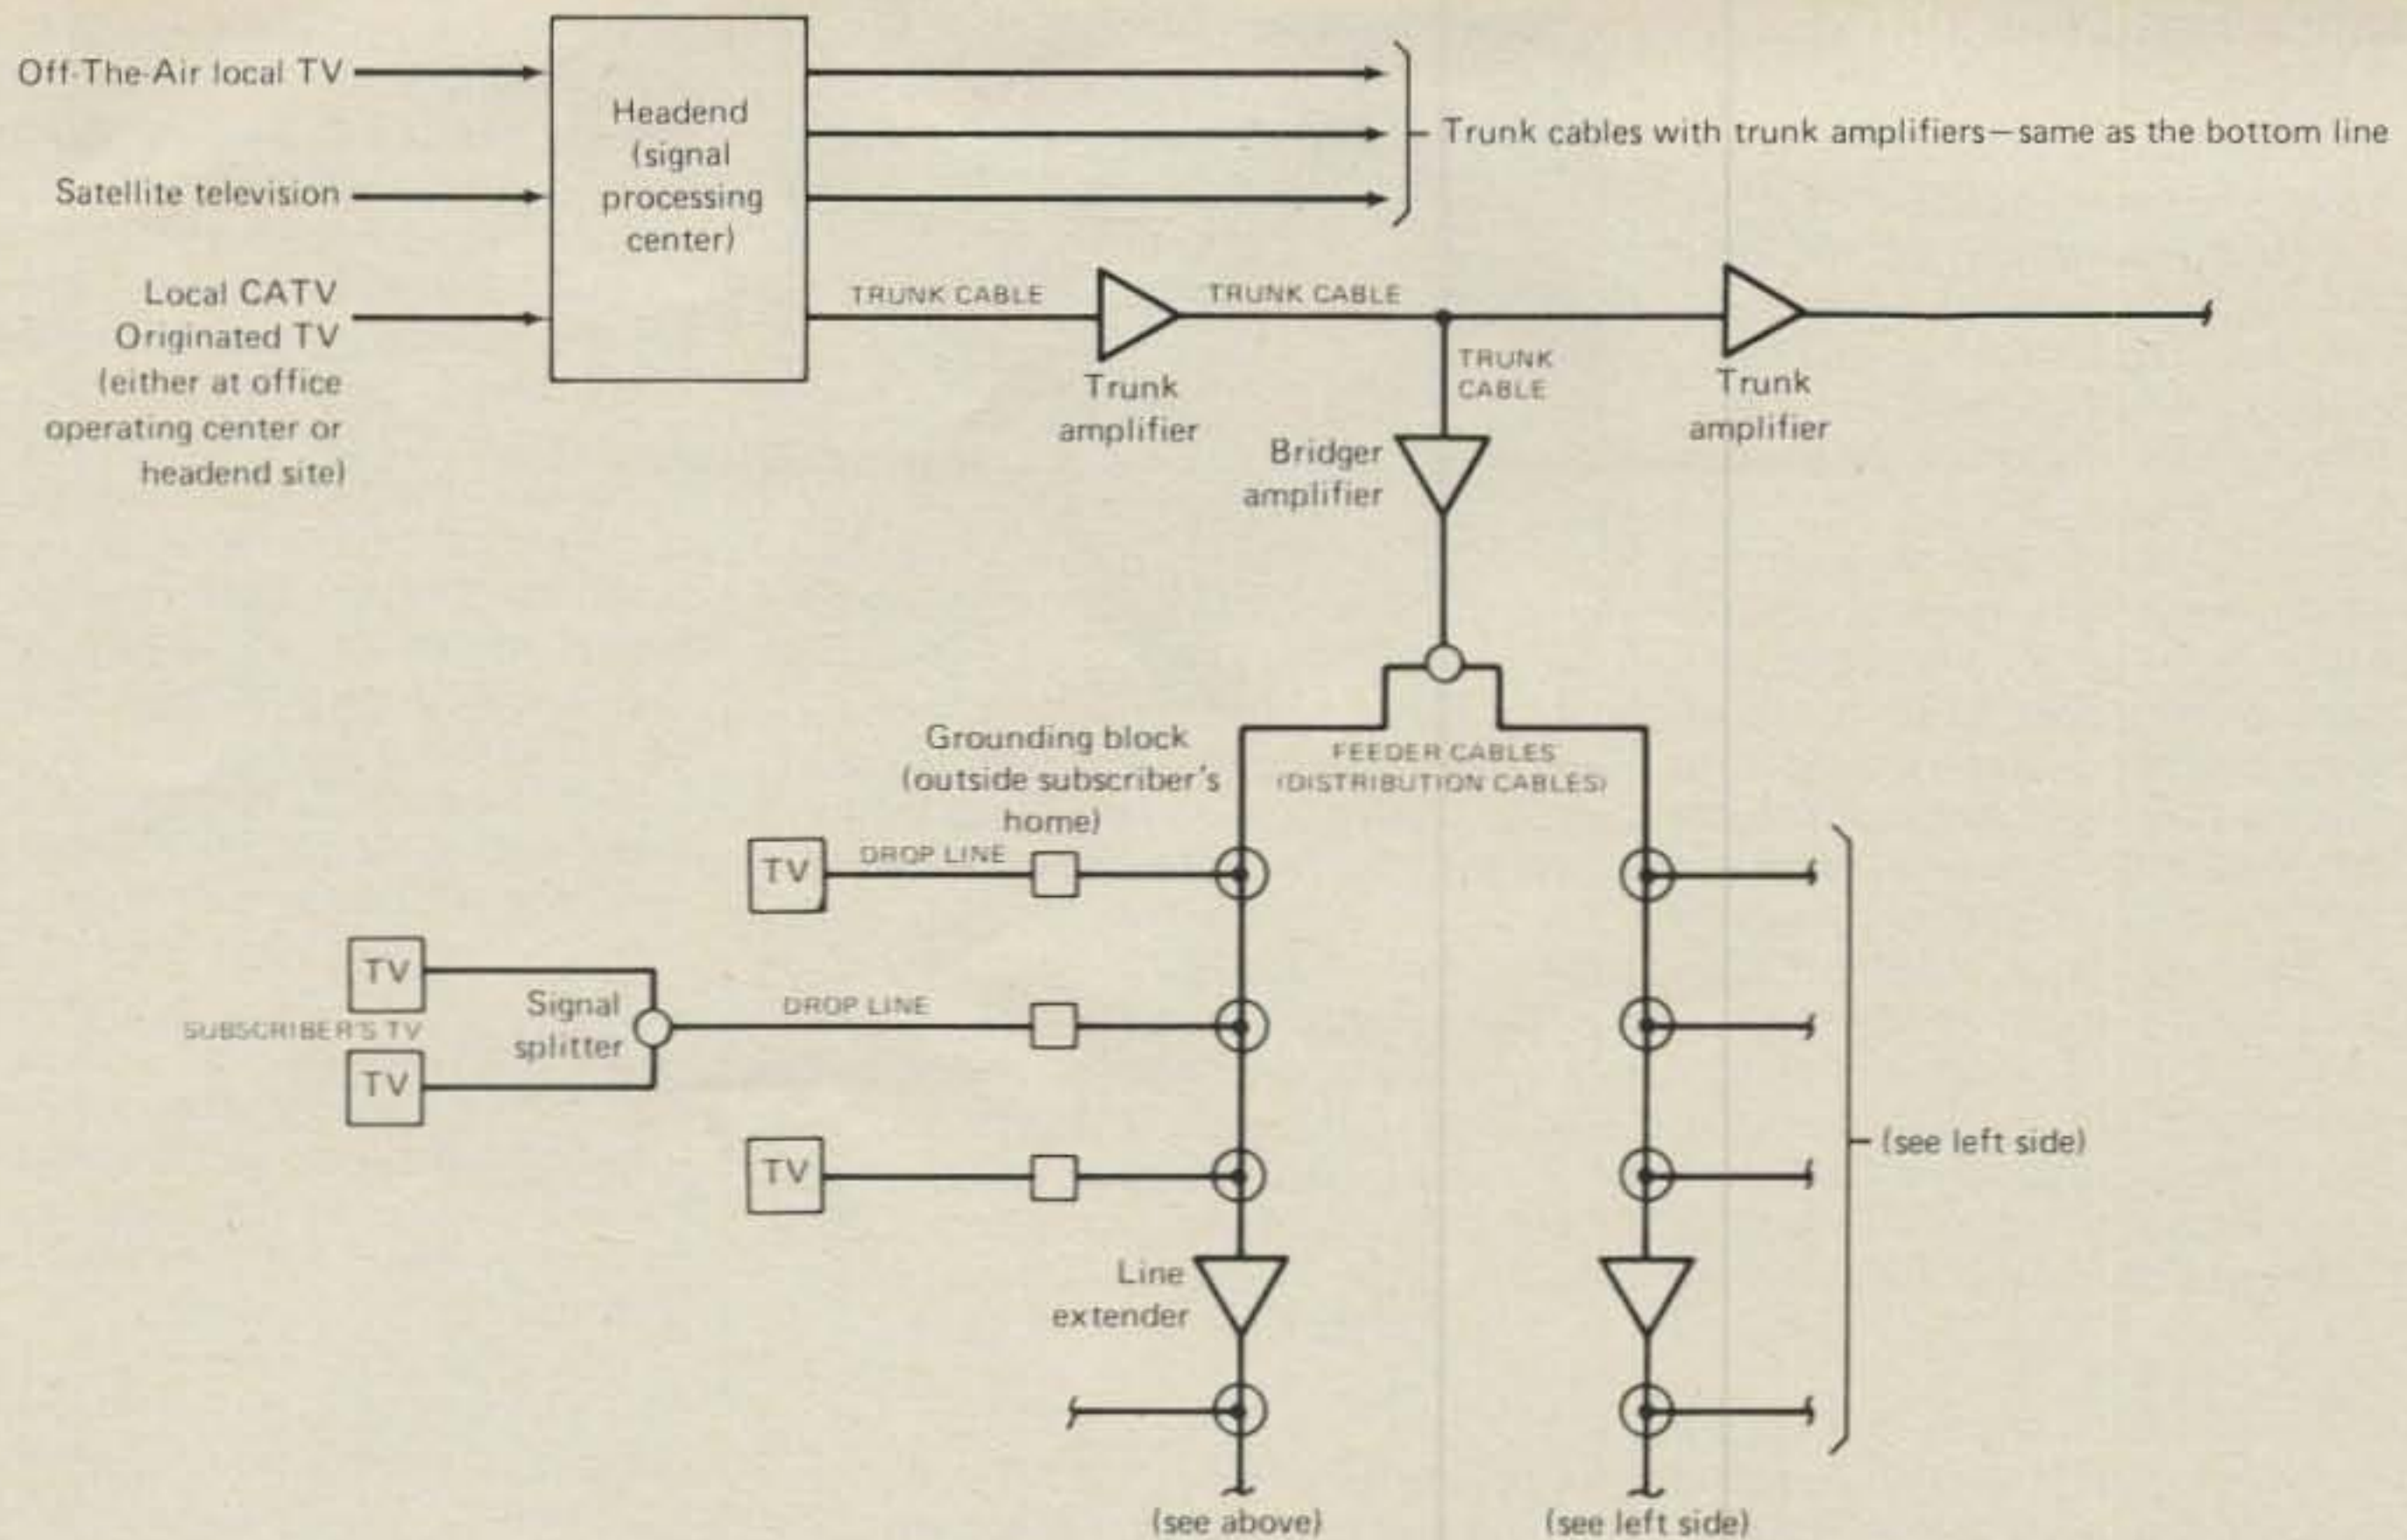 Off-The-Air local TV
Satellite television
Local CATV
Originated TV
(either at office
operating center or
headend site)
Headend
(signal
processing
center)
Trunk cables with trunk amplifiers—same as the bottom line
TRUNK CABLE
TRUNK CABLE
TRUNK
CABLE
Trunk
amplifier
Trunk
amplifier
Bridger
amplifier
FEEDER CABLES
(DISTRIBUTION CABLES)
Grounding block
(outside subscriber's
home)
TV
DROP LINE
TV
SUBSCRIBER'S TV
TV
Signal
splitter
DROP LINE
TV
Line
extender
(see left side)
(see above)
(see left side)